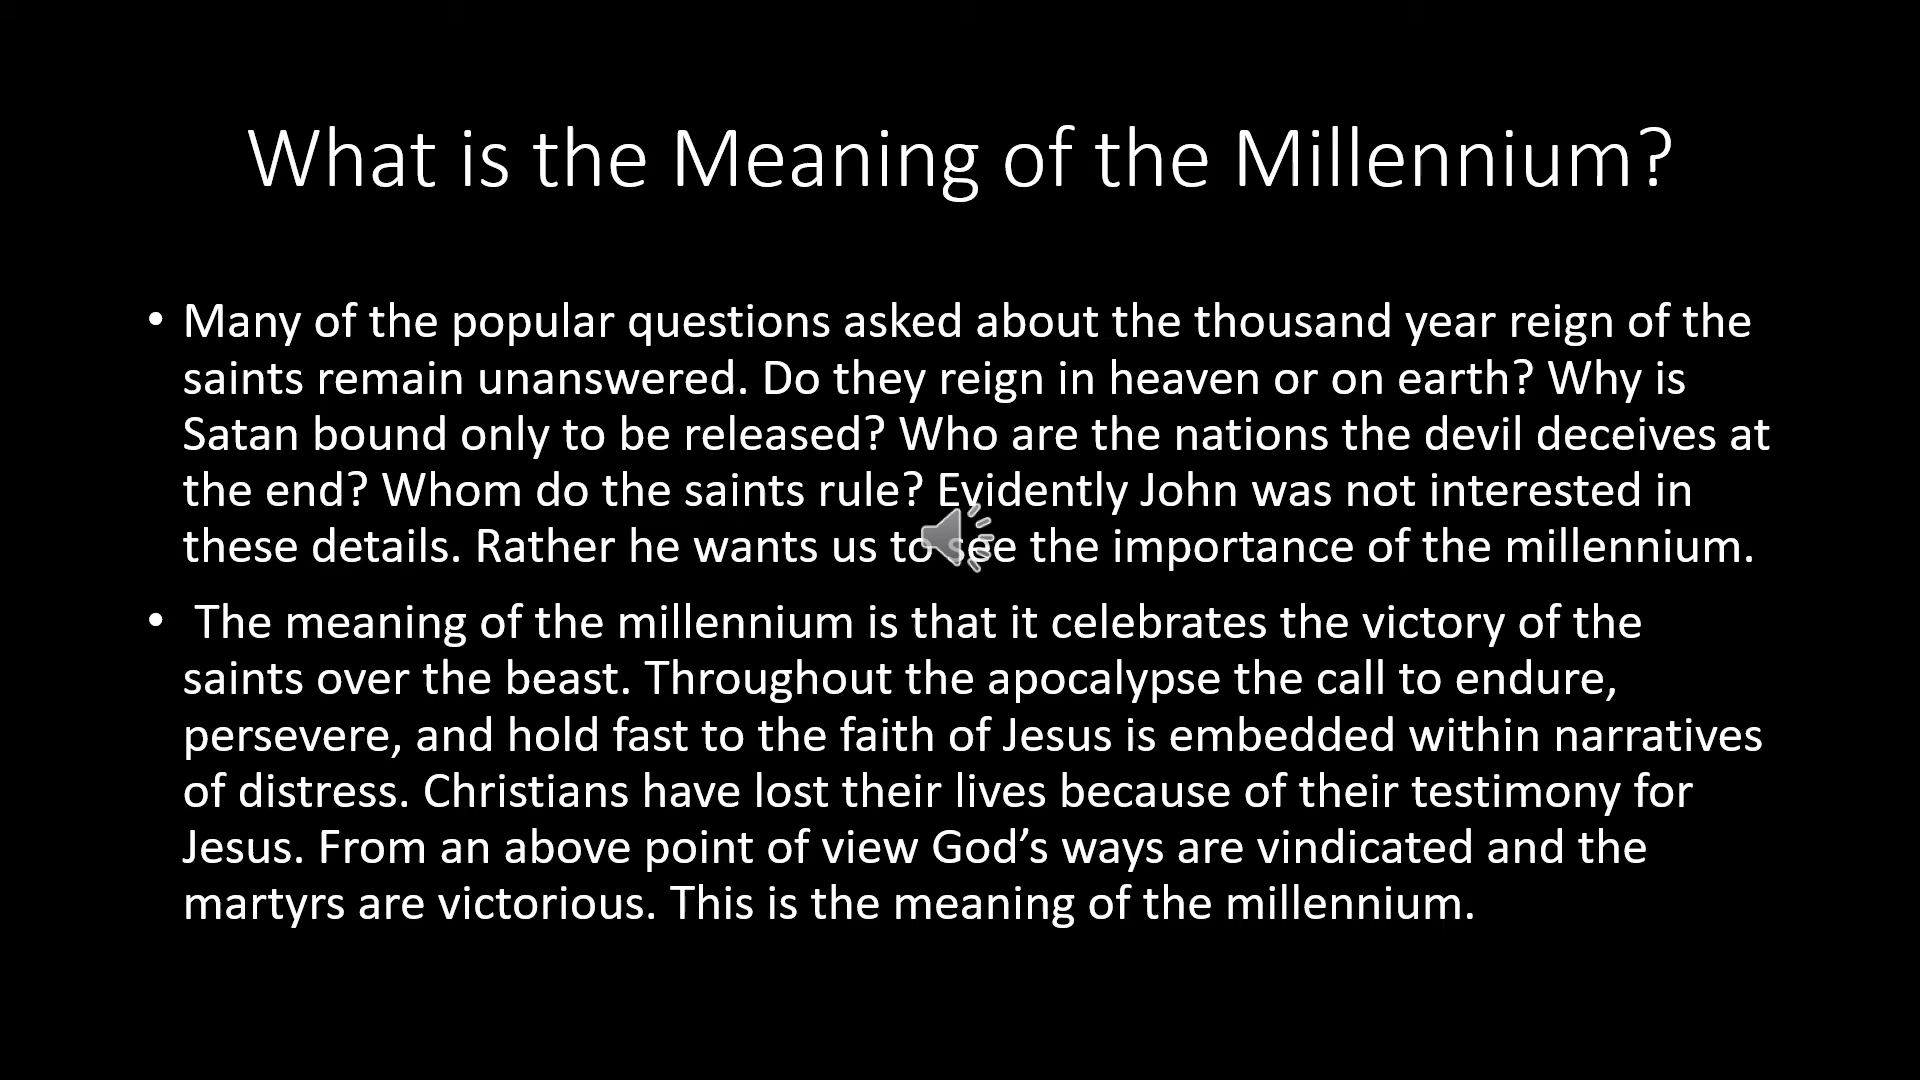 What is the Meaning of the Millennium?
• Many of the popular questions asked about the thousand year reign of the
saints remain unanswered. Do they reign in heaven or on earth? Why is
Satan bound only to be released? Who are the nations the devil deceives at
the end? Whom do the saints rule? Evidently John was not interested in
these details. Rather he wants us to see the importance of the millennium.
• The meaning of the millennium is that it celebrates the victory of the
saints over the beast. Throughout the apocalypse the call to endure,
persevere, and hold fast to the faith of Jesus is embedded within narratives
of distress. Christians have lost their lives because of their testimony for
Jesus. From an above point of view God’s ways are vindicated and the
martyrs are victorious. This is the meaning of the millennium.